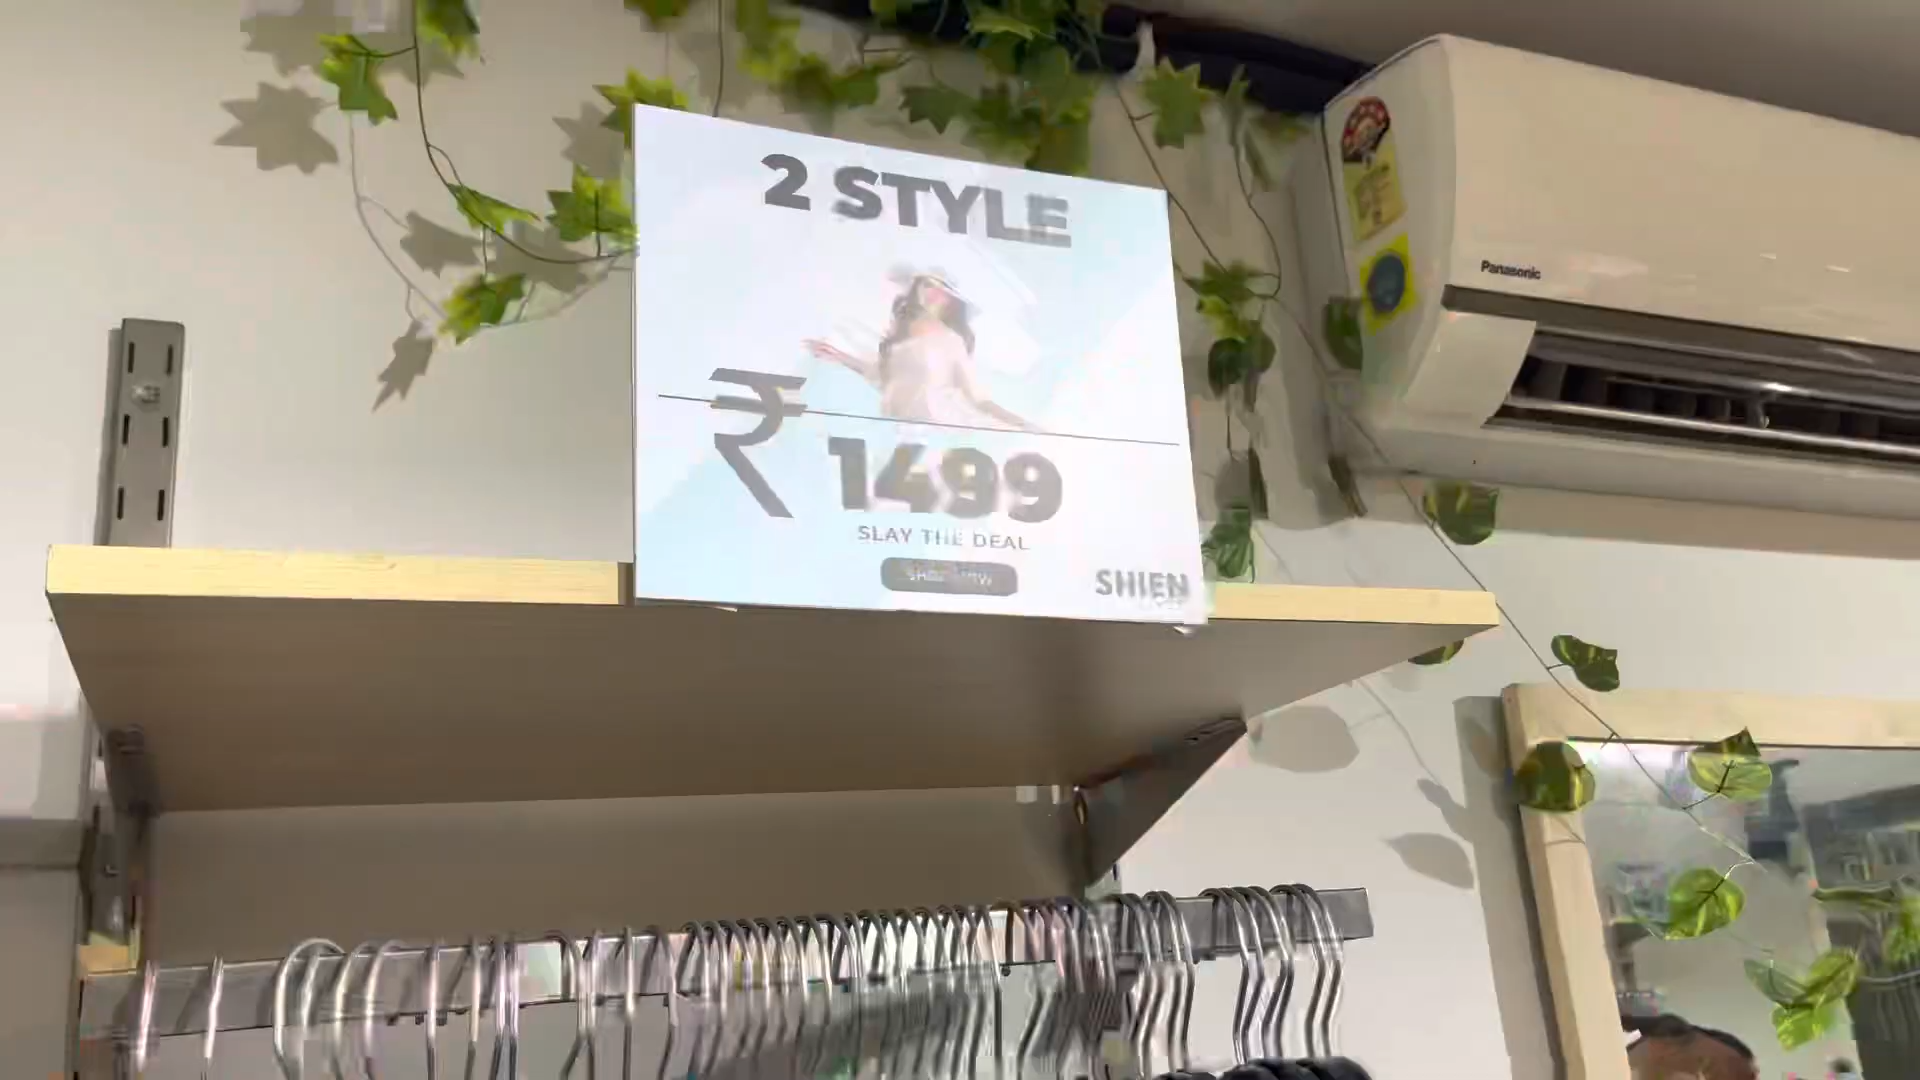 2 STYLE
₹ 1499
SLAY THE DEAL
SHIEN
Panasonic